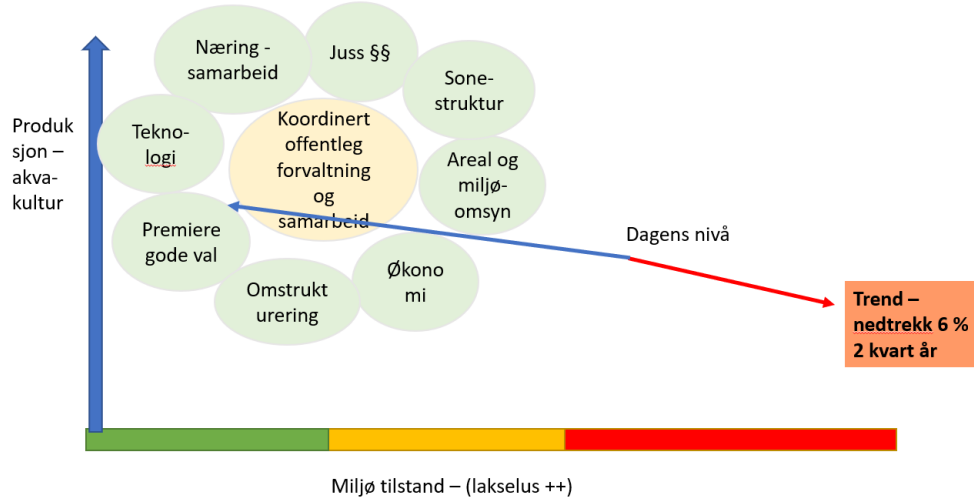 Næring -
samarbeid
Juss §§
Sone-
struktur
Produk
sjon –
akva-
kultur
Tekno-
logi
Koordinert
offentleg
forvaltning
og
samarbeid
Areal og
miljø-
omsyn
Premiere
gode val
Omstrukt
urering
Økono
mi
Dagens nivå
Trend –
nedtrekk 6 %
2 kvart år
Miljø tilstand – (lakselus ++)